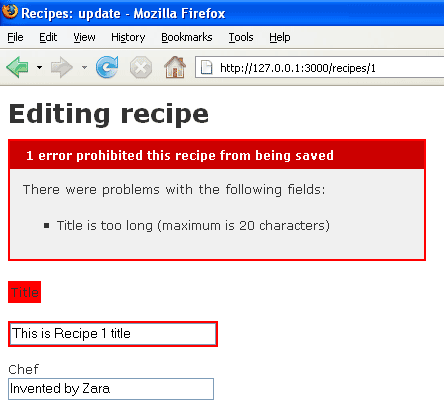 Recipes: update - Mozilla Firefox
File Edit View History Bookmarks Tools Help
http://127.0.0.1:3000/recipes/1
Editing recipe
1 error prohibited this recipe from being saved
There were problems with the following fields:
Title is too long (maximum is 20 characters)
Title
This is Recipe 1 title
Chef
Invented by Zara